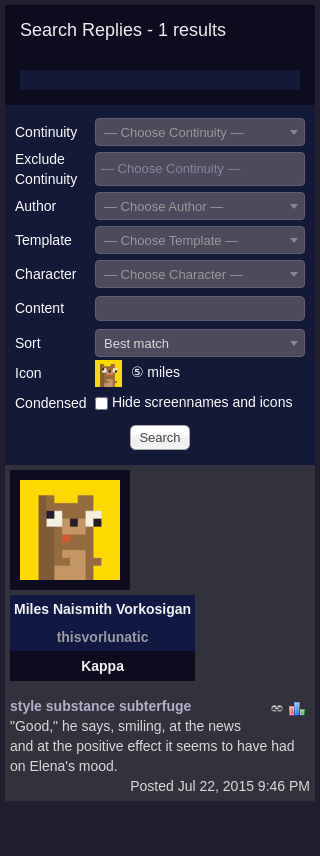 Search Replies - 1 results
Continuity
— Choose Continuity —
Exclude
Continuity
— Choose Continuity —
Author
— Choose Author —
Template
— Choose Template —
Character
— Choose Character —
Content
Sort
Best match
Icon
⑤ miles
Condensed
Hide screennames and icons
Search
Miles Naismith Vorkosigan
thisvorlunatic
Kappa
style substance subterfuge
"Good," he says, smiling, at the news
and at the positive effect it seems to have had
on Elena's mood.
Posted Jul 22, 2015 9:46 PM